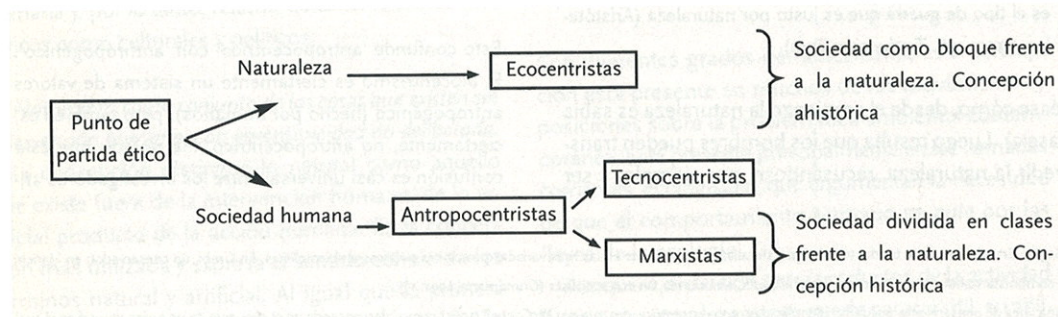 Naturaleza
Ecocentristas
Sociedad como bloque frente
a la naturaleza. Concepción
ahistórica
Punto de
partida ético
Tecnocentristas
Sociedad humana
Antropocentristas
Marxistas
Sociedad dividida en clases
frente a la naturaleza. Con-
cepción histórica